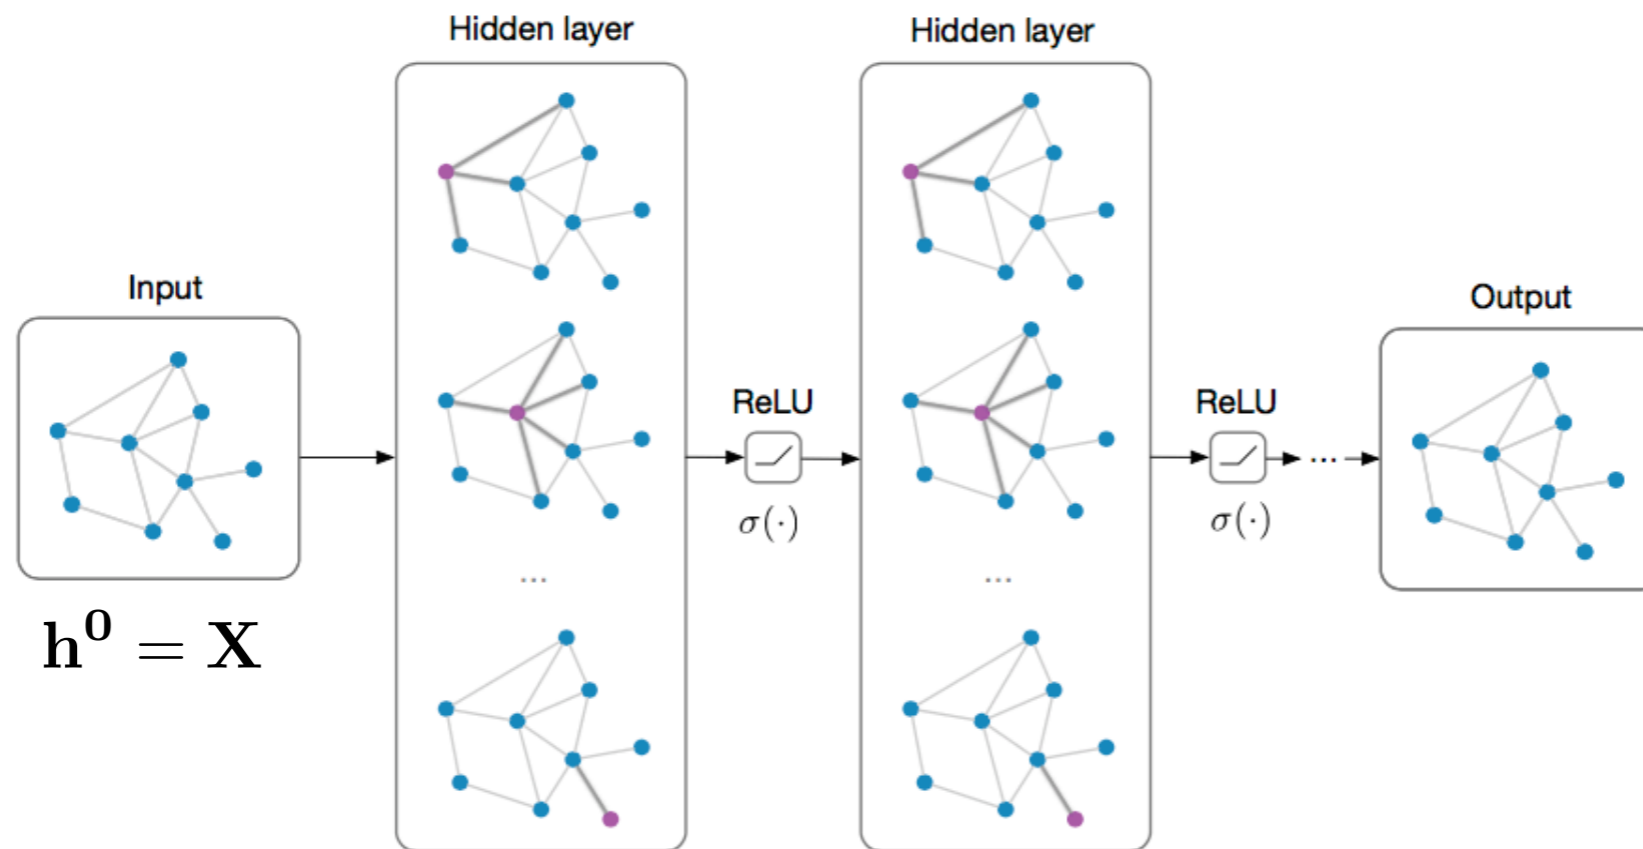 Hidden layer
Hidden layer
Input
Output
ReLU
ReLU
...
σ(·)
σ(·)
...
...
h⁰ = X